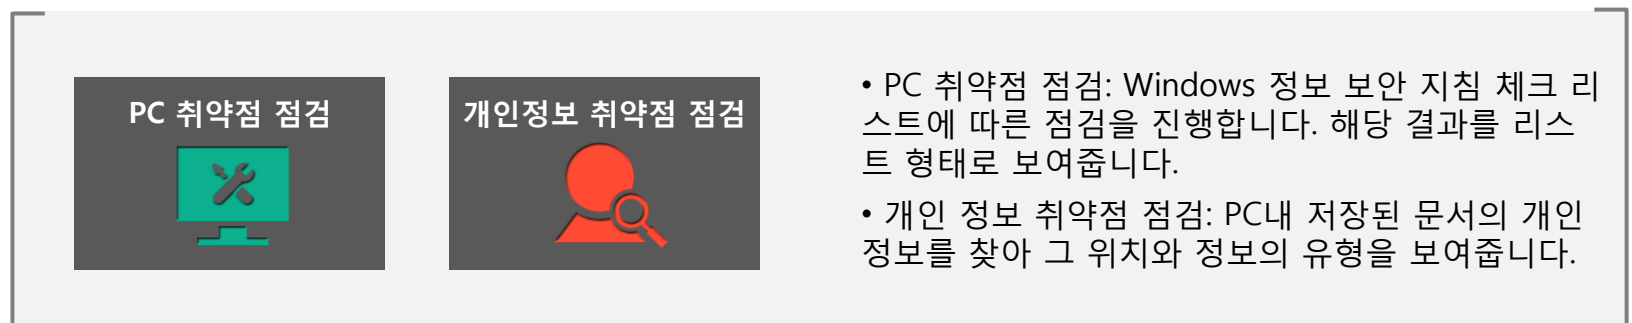 PC 취약점 점검
개인정보 취약점 점검
• PC 취약점 점검: Windows 정보 보안 지침 체크 리
스트에 따른 점검을 진행합니다. 해당 결과를 리스
트 형태로 보여줍니다.
• 개인 정보 취약점 점검: PC내 저장된 문서의 개인
정보를 찾아 그 위치와 정보의 유형을 보여줍니다.